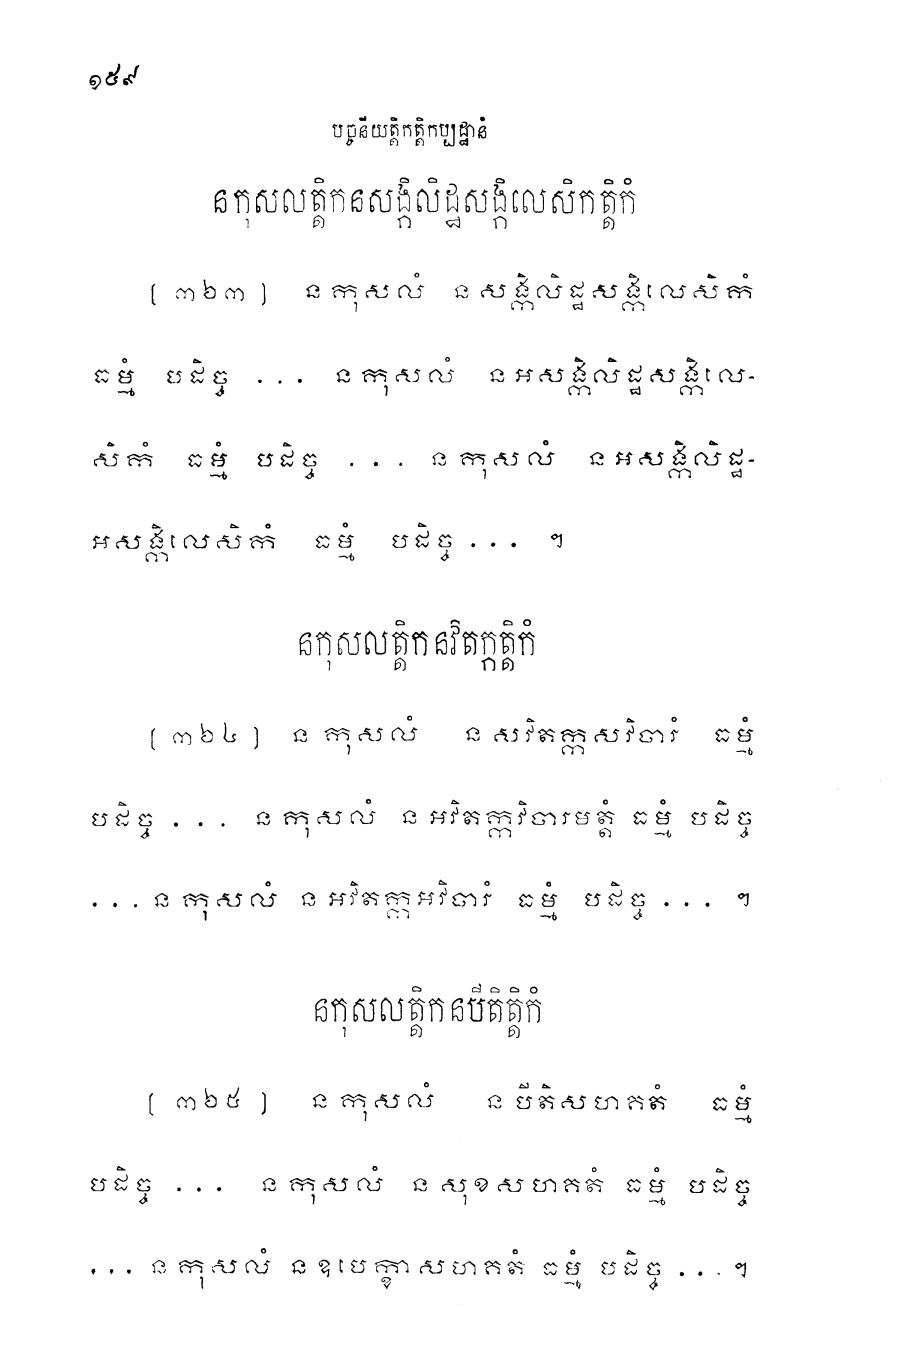 ១៥៩
បច្ចនីយត្តិកត្តិកប្បដ្ឋានំ
នកុសលត្តិកនសង្កិលិដ្ឋសង្កិលេសិកត្តិកំ
[៣២៣] ន កុសលំ ន សង្កិលិដ្ឋសង្កិលេសិកំ
ធម្មំ បដិច្ច ... ន កុសលំ ន អសង្កិលិដ្ឋសង្កិលេ-
សិកំ ធម្មំ បដិច្ច ... ន កុសលំ ន អសង្កិលិដ្ឋ-
អសង្កិលេសិកំ ធម្មំ បដិច្ច ... ។
នកុសលត្តិកនវិតក្កត្តិកំ
[៣២៤] ន កុសលំ ន សវិតក្កសវិចារំ ធម្មំ
បដិច្ច ... ន កុសលំ ន អវិតក្កវិចារមត្តំ ធម្មំ បដិច្ច
... ន កុសលំ ន អវិតក្កអវិចារំ ធម្មំ បដិច្ច ... ។
នកុសលត្តិកនបីតិត្តិកំ
[៣២៥] ន កុសលំ ន បីតិសហគតំ ធម្មំ
បដិច្ច ... ន កុសលំ ន សុខសហគតំ ធម្មំ បដិច្ច
... ន កុសលំ ន ឧបេក្ខាសហគតំ ធម្មំ បដិច្ច ... ។